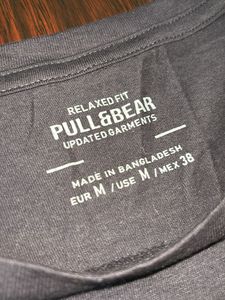 RELAXED FIT
PULL&BEAR
UPDATED GARMENTS
MADE IN BANGLADESH
EUR M / USE M / MEX 38